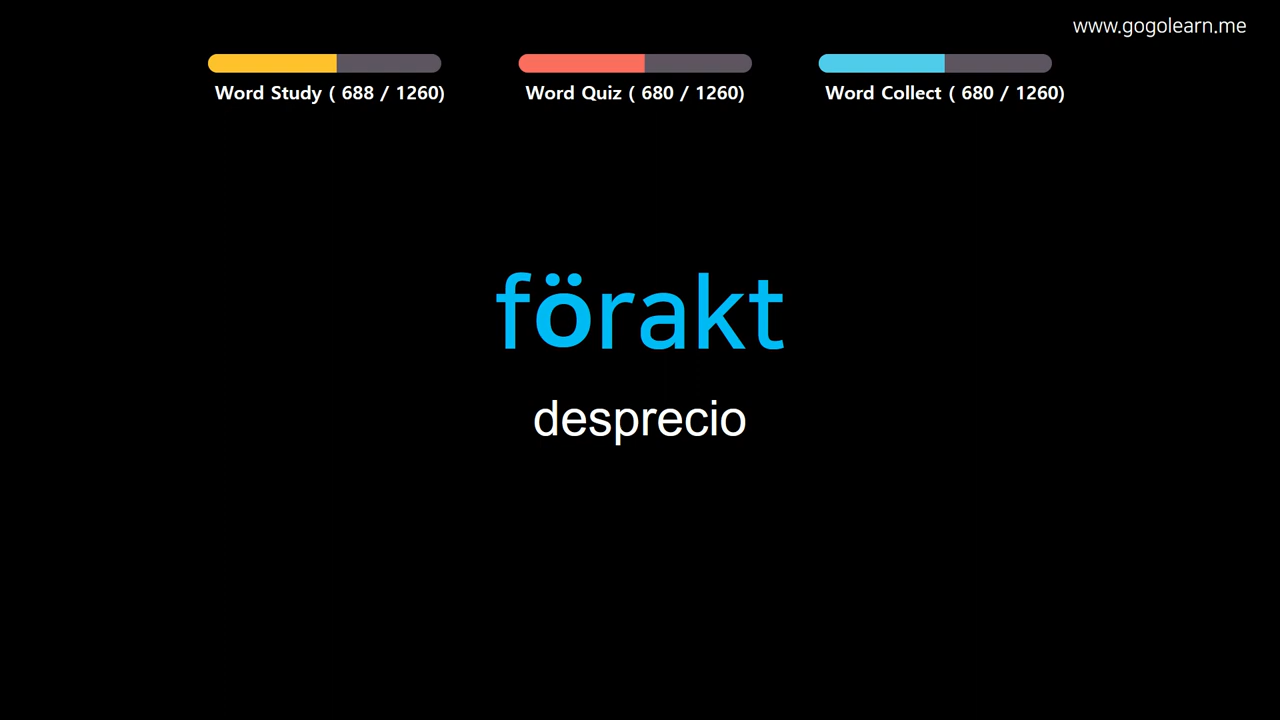 www.gogolearn.me
Word Study ( 688 / 1260)
Word Quiz ( 680 / 1260)
Word Collect ( 680 / 1260)
förakt
desprecio